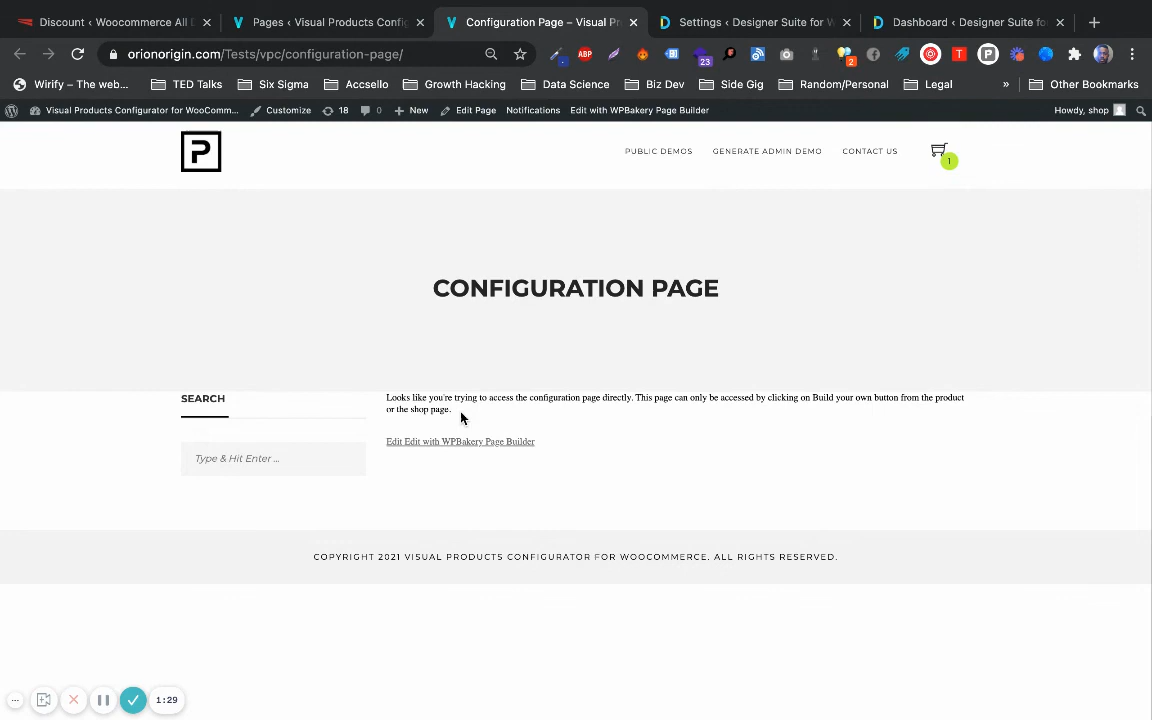 Discount ‹ Woocommerce All D
Pages ‹ Visual Products Config
Configuration Page – Visual Pr
Settings ‹ Designer Suite for W
Dashboard ‹ Designer Suite fo
orionorigin.com/Tests/vpc/configuration-page/
ABP
23
2
T
P
Wirify – The web...
TED Talks
Six Sigma
Accsello
Growth Hacking
Data Science
Biz Dev
Side Gig
Random/Personal
Legal
»
Other Bookmarks
Visual Products Configurator for WooComm...
Customize
18
0
New
Edit Page
Notifications
Edit with WPBakery Page Builder
Howdy, shop
P
PUBLIC DEMOS
GENERATE ADMIN DEMO
CONTACT US
1
CONFIGURATION PAGE
SEARCH
Type & Hit Enter ...
Looks like you're trying to access the configuration page directly. This page can only be accessed by clicking on Build your own button from the product
or the shop page.
Edit Edit with WPBakery Page Builder
COPYRIGHT 2021 VISUAL PRODUCTS CONFIGURATOR FOR WOOCOMMERCE. ALL RIGHTS RESERVED.
1:29